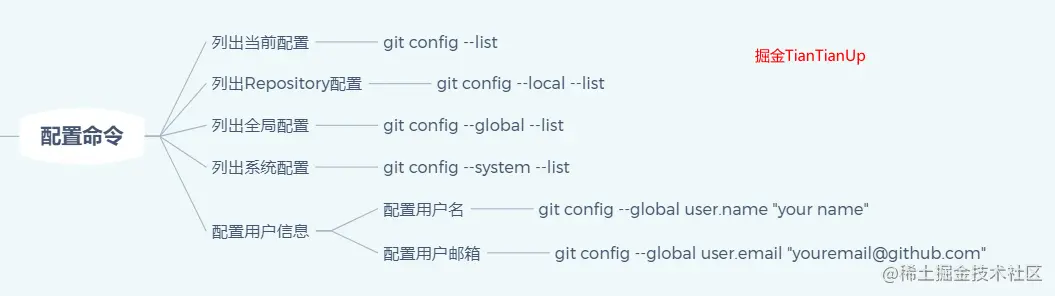 列出当前配置 git config --list
掘金TianTianUp
列出Repository配置 git config --local --list
列出全局配置 git config --global --list
配置命令
列出系统配置 git config --system --list
配置用户名 git config --global user.name "your name"
配置用户信息
配置用户邮箱 git config --global user.email "youremail@github.com"
@稀土掘金技术社区